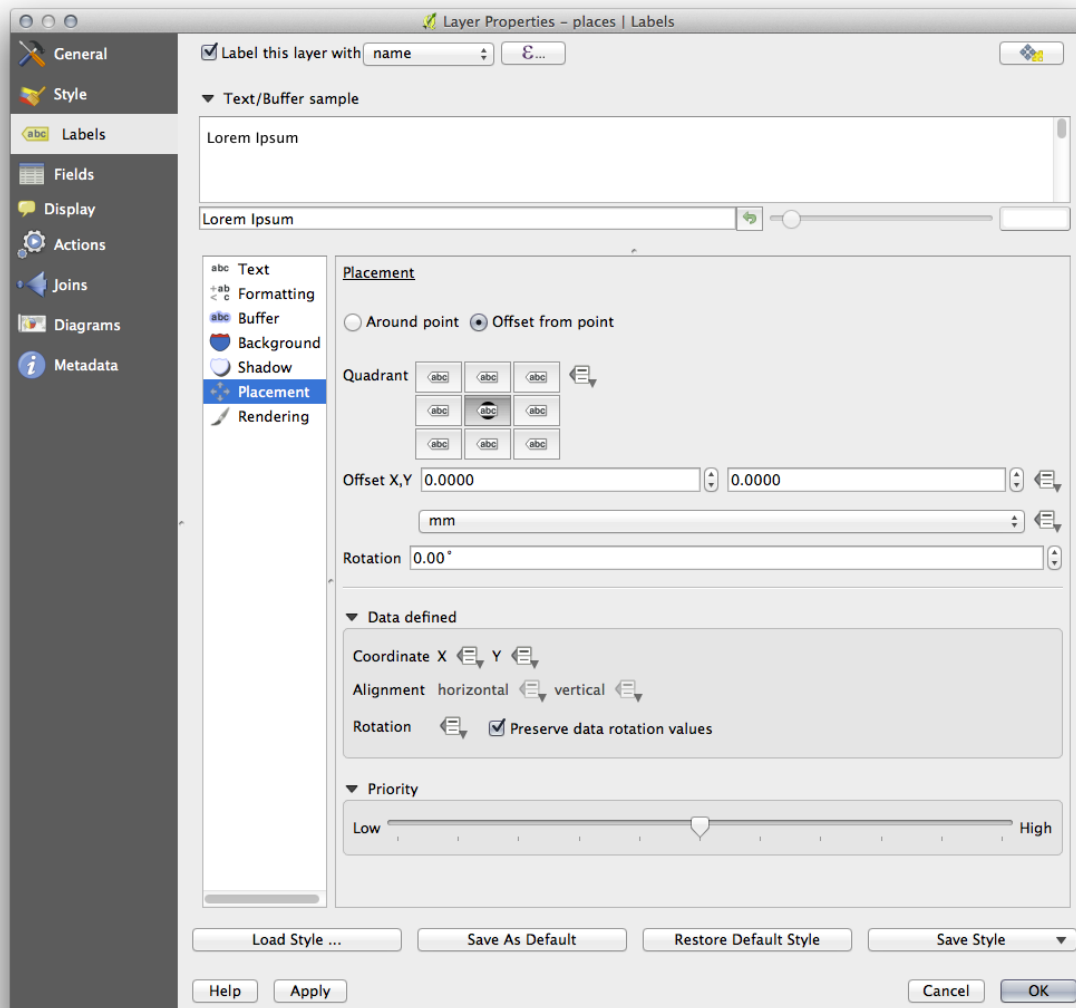 Layer Properties – places | Labels
General
Style
abc Labels
Fields
Display
Actions
Joins
Diagrams
i Metadata
Label this layer with name ε...
Text/Buffer sample
Lorem Ipsum
Lorem Ipsum
abc Text
+ab < c Formatting
abc Buffer
Background
Shadow
Placement
Rendering
Placement
Around point Offset from point
Quadrant abc abc abc
abc abc abc
abc abc abc
Offset X,Y 0.0000 0.0000
mm
Rotation 0.00°
Data defined
Coordinate X Y
Alignment horizontal vertical
Rotation Preserve data rotation values
Priority
Low High
Load Style ... Save As Default Restore Default Style Save Style
Help Apply Cancel OK